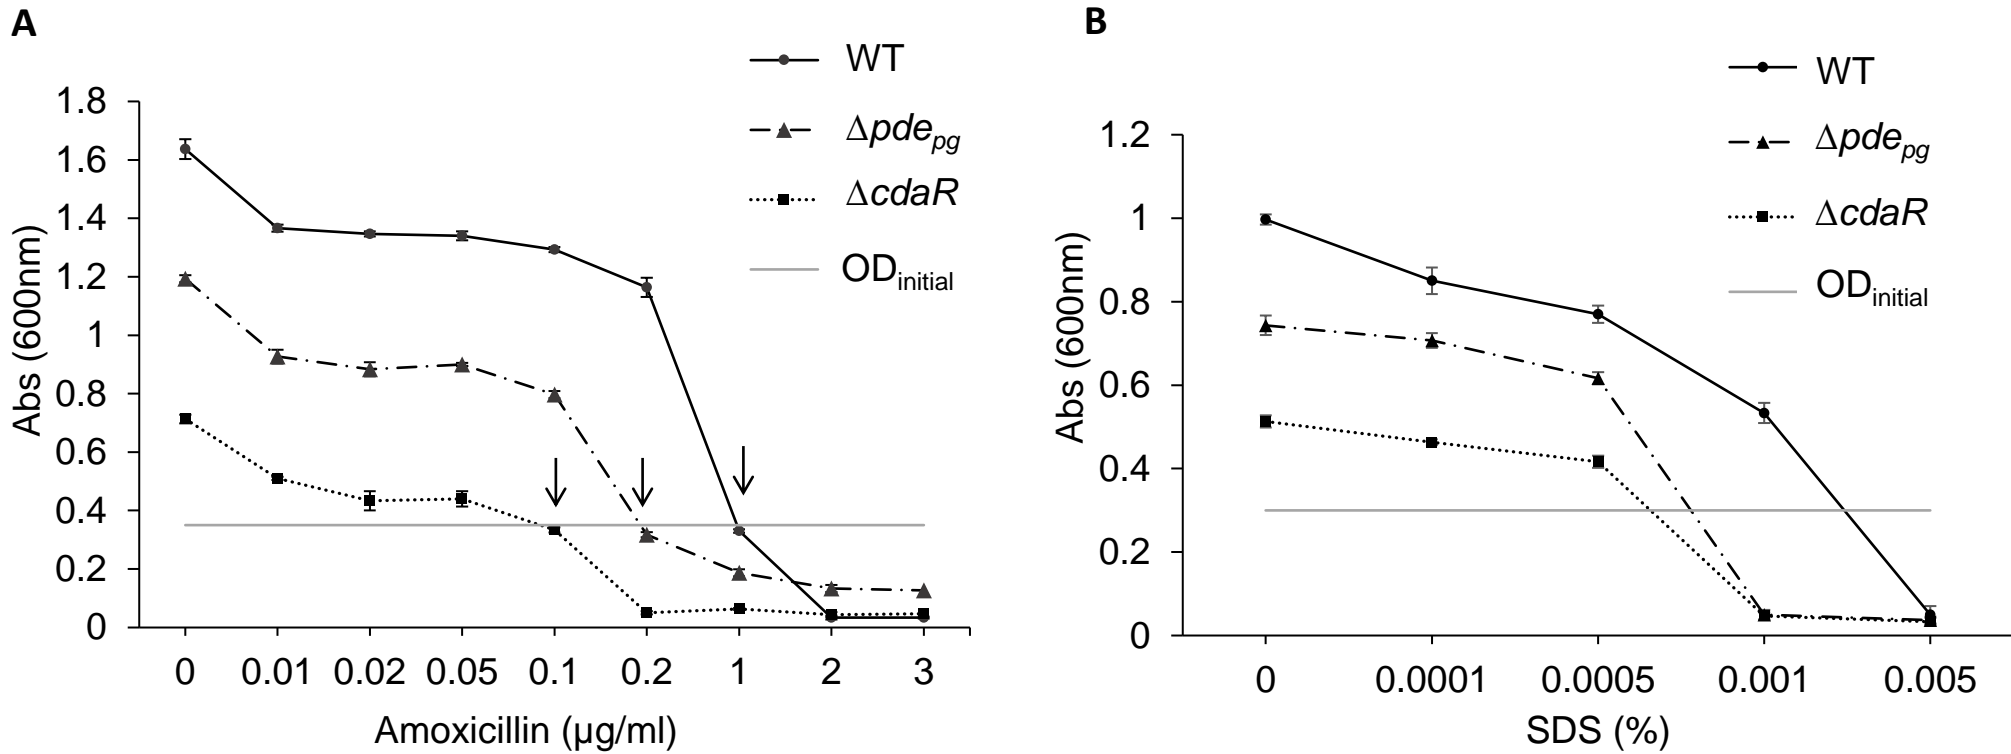 A
WT
Δpdepg
ΔcdaR
ODinitial
1.8
1.6
1.4
1.2
1
0.8
0.6
0.4
0.2
0
Abs (600nm)
0 0.01 0.02 0.05 0.1 0.2 1 2 3
Amoxicillin (µg/ml)
B
WT
Δpdepg
ΔcdaR
ODinitial
1.2
1
0.8
0.6
0.4
0.2
0
Abs (600nm)
0 0.0001 0.0005 0.001 0.005
SDS (%)